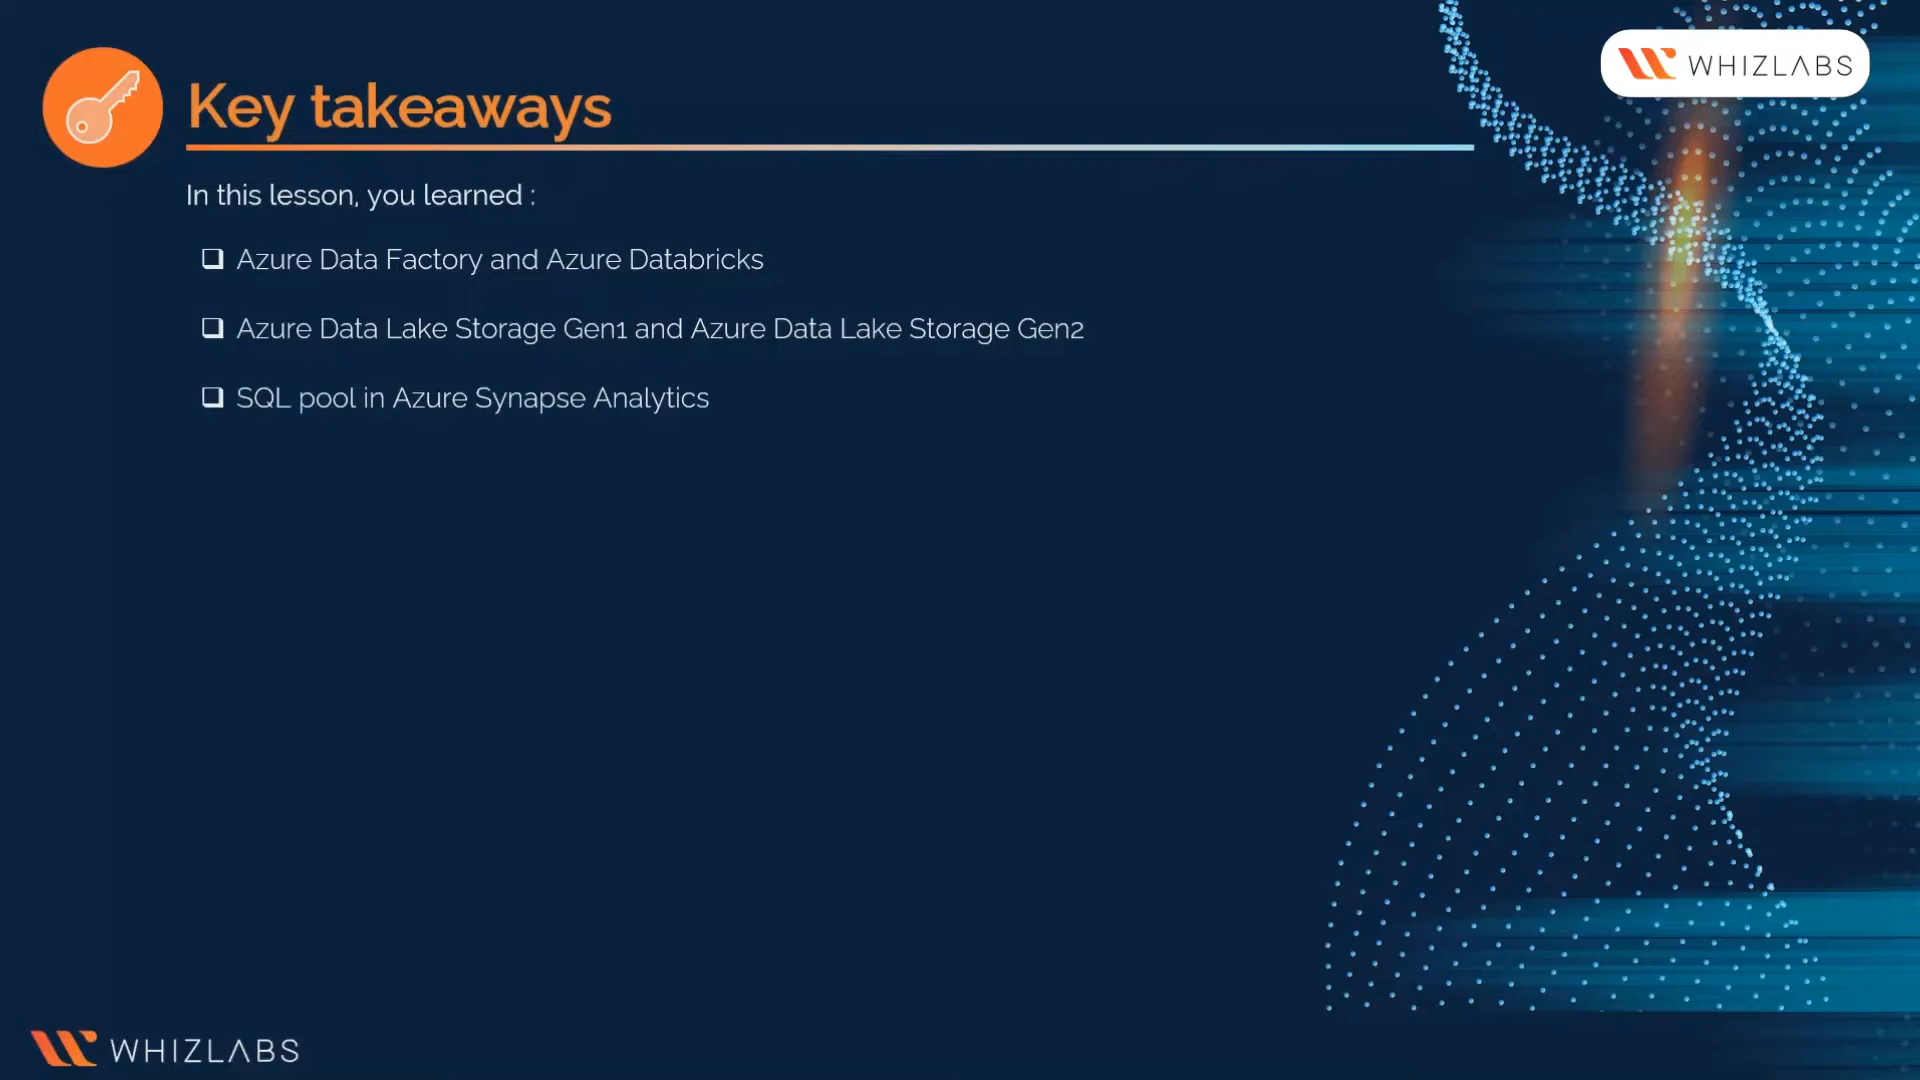 WHIZLABS
Key takeaways
In this lesson, you learned :
❑ Azure Data Factory and Azure Databricks
❑ Azure Data Lake Storage Gen1 and Azure Data Lake Storage Gen2
❑ SQL pool in Azure Synapse Analytics
WHIZLABS